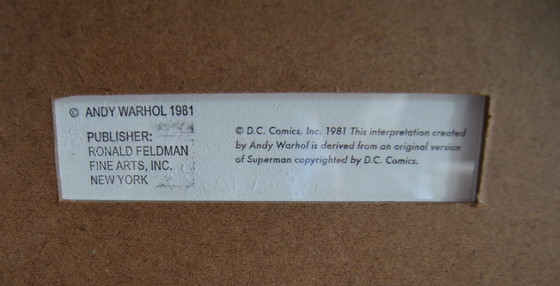 © ANDY WARHOL 1981
PUBLISHER:
RONALD FELDMAN
FINE ARTS, INC.
NEW YORK
© D.C. Comics, Inc. 1981 This interpretation created
by Andy Warhol is derived from an original version
of Superman copyrighted by D.C. Comics.